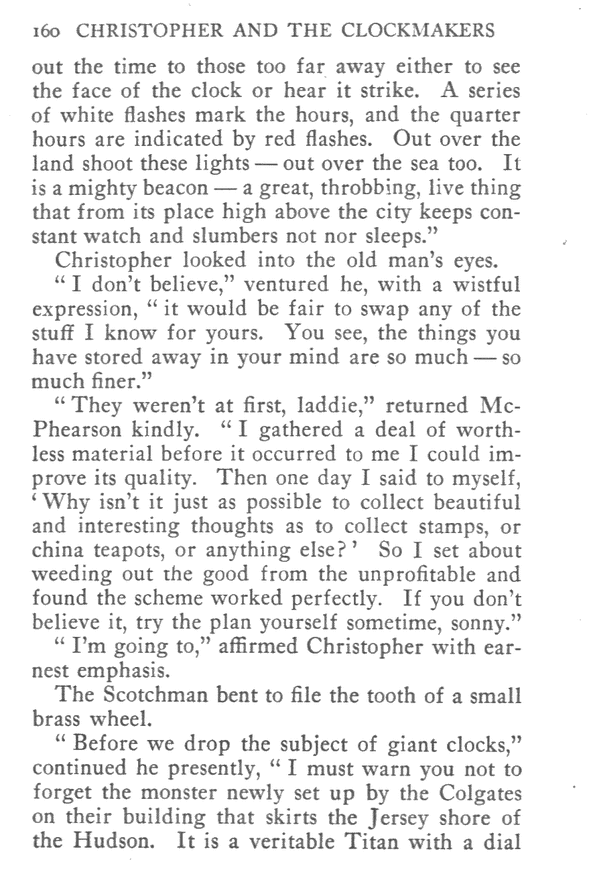 160 CHRISTOPHER AND THE CLOCKMAKERS
out the time to those too far away either to see
the face of the clock or hear it strike. A series
of white flashes mark the hours, and the quarter
hours are indicated by red flashes. Out over the
land shoot these lights — out over the sea too. It
is a mighty beacon — a great, throbbing, live thing
that from its place high above the city keeps con-
stant watch and slumbers not nor sleeps.”
Christopher looked into the old man’s eyes.
“ I don’t believe,” ventured he, with a wistful
expression, “ it would be fair to swap any of the
stuff I know for yours. You see, the things you
have stored away in your mind are so much — so
much finer.”
“ They weren’t at first, laddie,” returned Mc-
Phearson kindly. “ I gathered a deal of worth-
less material before it occurred to me I could im-
prove its quality. Then one day I said to myself,
‘ Why isn’t it just as possible to collect beautiful
and interesting thoughts as to collect stamps, or
china teapots, or anything else? ’ So I set about
weeding out the good from the unprofitable and
found the scheme worked perfectly. If you don’t
believe it, try the plan yourself sometime, sonny.”
“ I’m going to,” affirmed Christopher with ear-
nest emphasis.
The Scotchman bent to file the tooth of a small
brass wheel.
“ Before we drop the subject of giant clocks,”
continued he presently, “ I must warn you not to
forget the monster newly set up by the Colgates
on their building that skirts the Jersey shore of
the Hudson. It is a veritable Titan with a dial